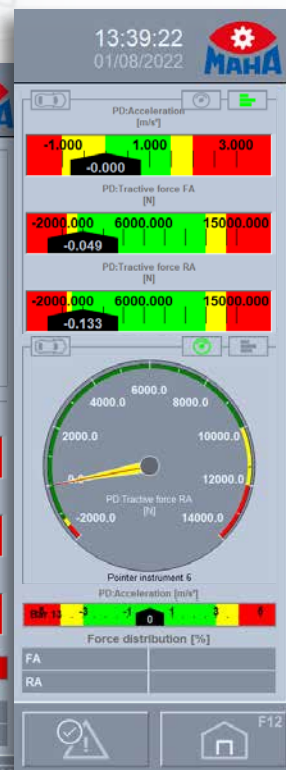 13:39:22
01/08/2022
MAHA
PD:Acceleration
[m/s²]
-1.000 1.000 3.000
-0.000
PD:Tractive force FA
[N]
-2000.000 6000.000 15000.000
-0.049
PD:Tractive force RA
[N]
-2000.000 6000.000 15000.000
-0.133
6000.0
4000.0 8000.0
2000.0 10000.0
0.0 12000.0
PD:Tractive force RA
[N]
-2000.0 14000.0
Pointer instrument 6
PD:Acceleration [m/s²]
-3 -1 1 3
0
Force distribution [%]
FA
RA
F12